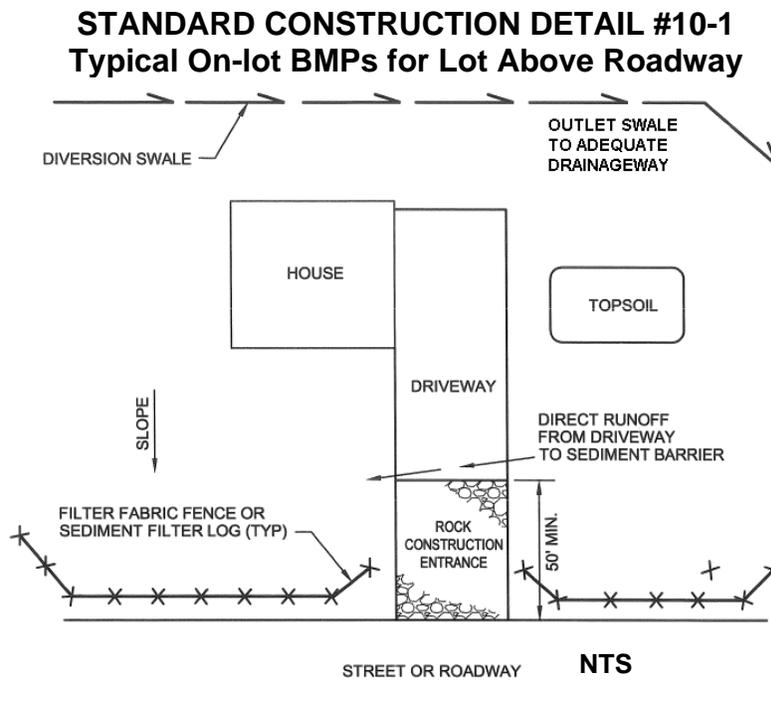 STANDARD CONSTRUCTION DETAIL #10-1
Typical On-lot BMPs for Lot Above Roadway
DIVERSION SWALE
OUTLET SWALE
TO ADEQUATE
DRAINAGEWAY
HOUSE
TOPSOIL
DRIVEWAY
SLOPE
DIRECT RUNOFF
FROM DRIVEWAY
TO SEDIMENT BARRIER
FILTER FABRIC FENCE OR
SEDIMENT FILTER LOG (TYP)
ROCK
CONSTRUCTION
ENTRANCE
50' MIN.
STREET OR ROADWAY
NTS